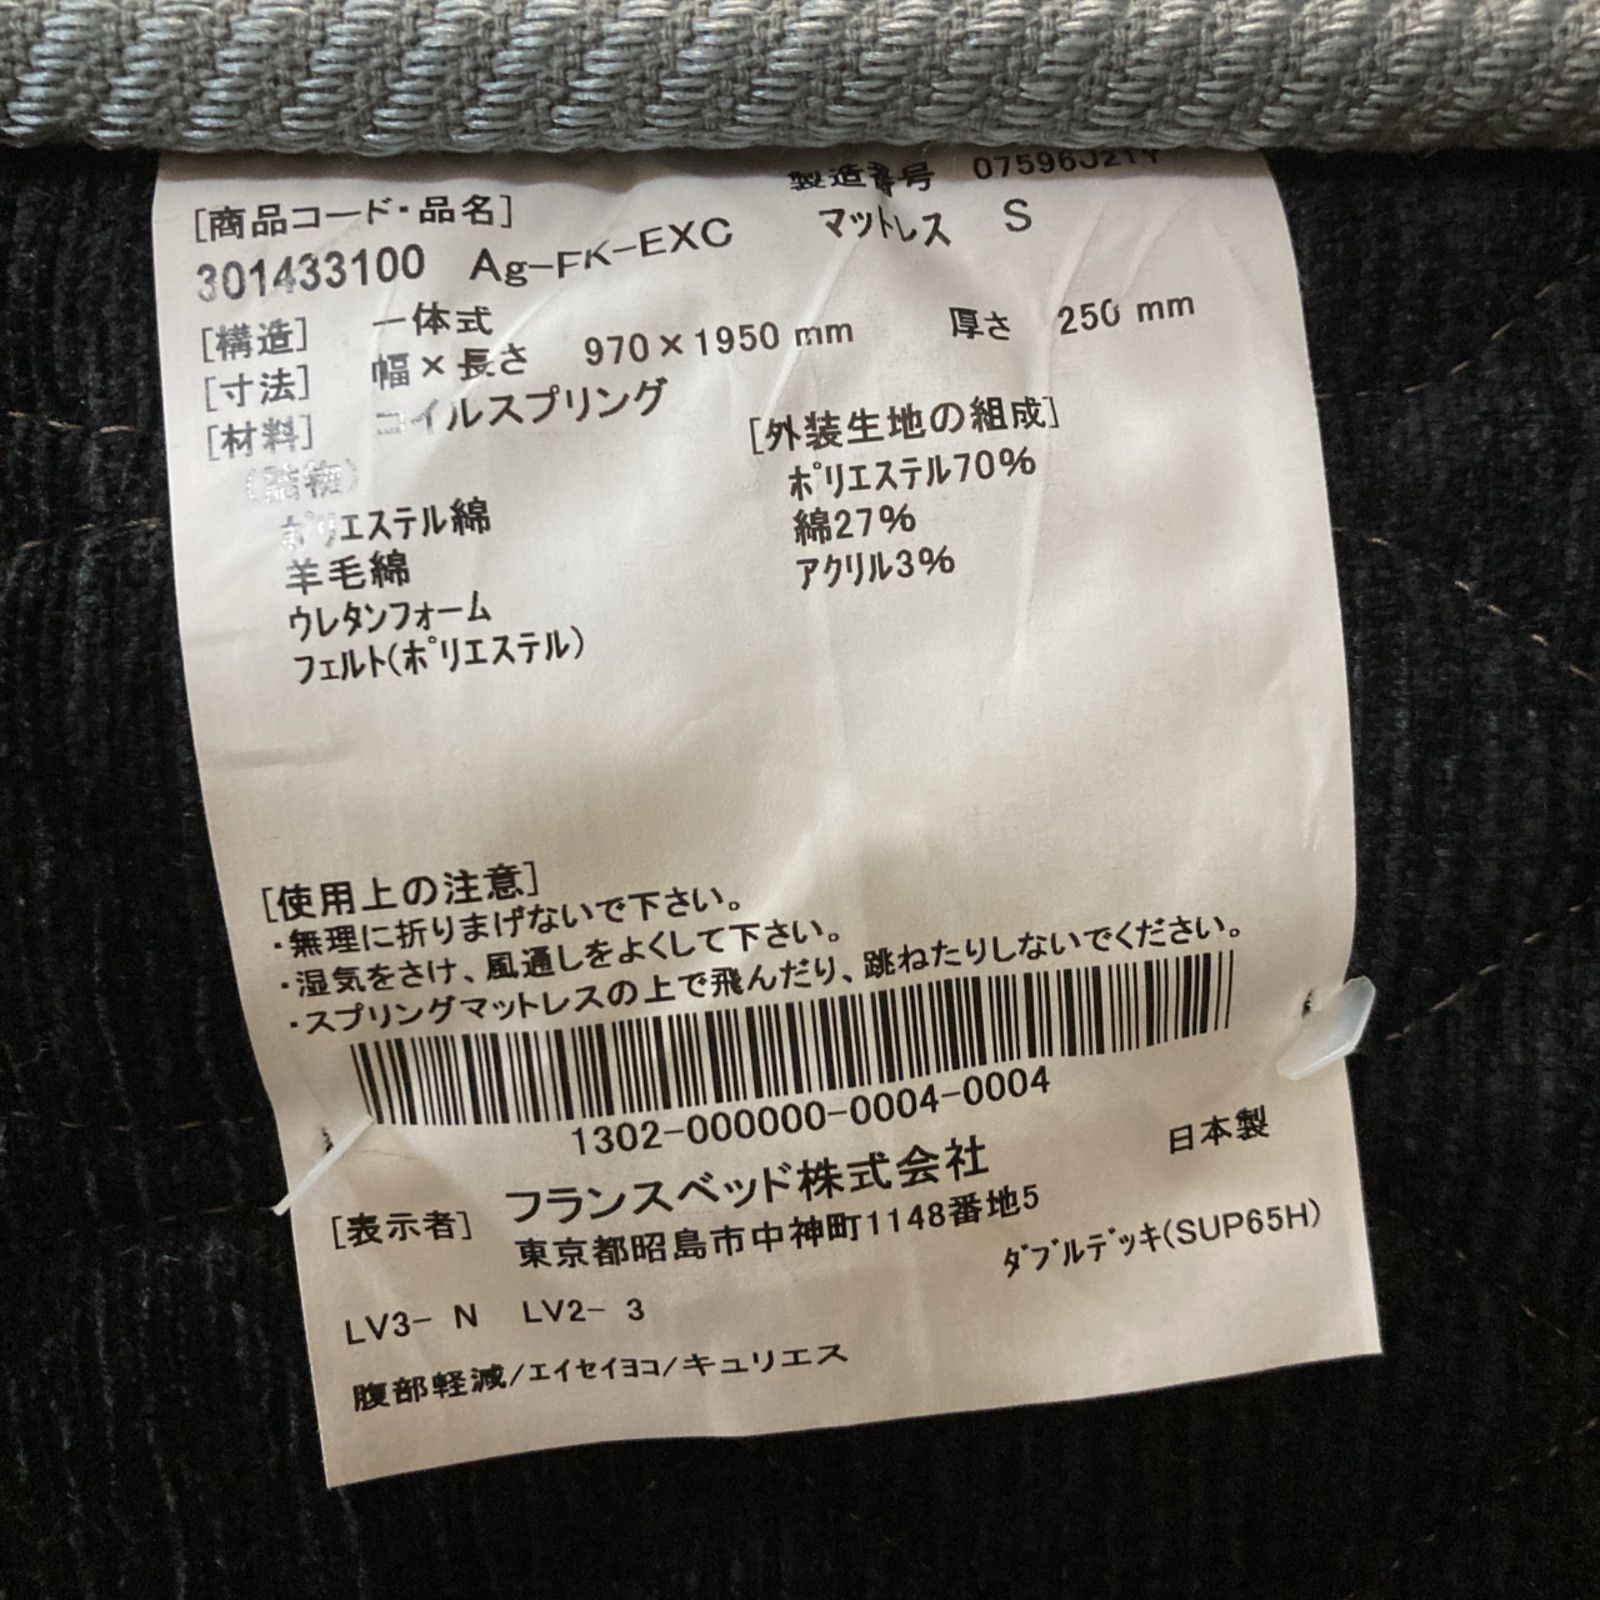 製造番号
[商品コード・品名]
301433100 Ag-FK-EXC マットレス S
[構造] 一体式
[寸法] 幅×長さ 970×1950 mm 厚さ 250 mm
[材料] コイルスプリング
(詰物)
ポリエステル綿
羊毛綿
ウレタンフォーム
フェルト(ポリエステル)
[外装生地の組成]
ポリエステル70%
綿27%
アクリル3%
[使用上の注意]
・無理に折りまげないで下さい。
・湿気をさけ、風通しをよくして下さい。
・スプリングマットレスの上で飛んだり、跳ねたりしないでください。
1302-000000-0004-0004
日本製
[表示者] フランスベッド株式会社
東京都昭島市中神町1148番地5
ダブルデッキ(SUP65H)
LV3- N LV2- 3
腹部軽減/エイセイヨコ/キュリエス